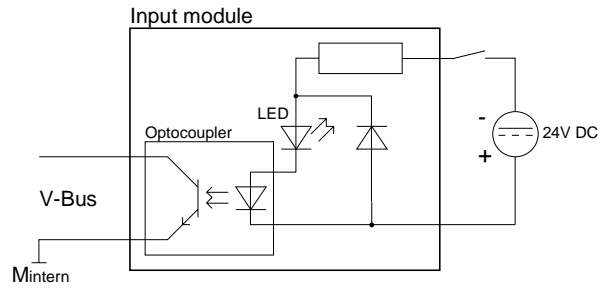 Input module
LED
Optocoupler
-
24V DC
+
V-Bus
Mintern